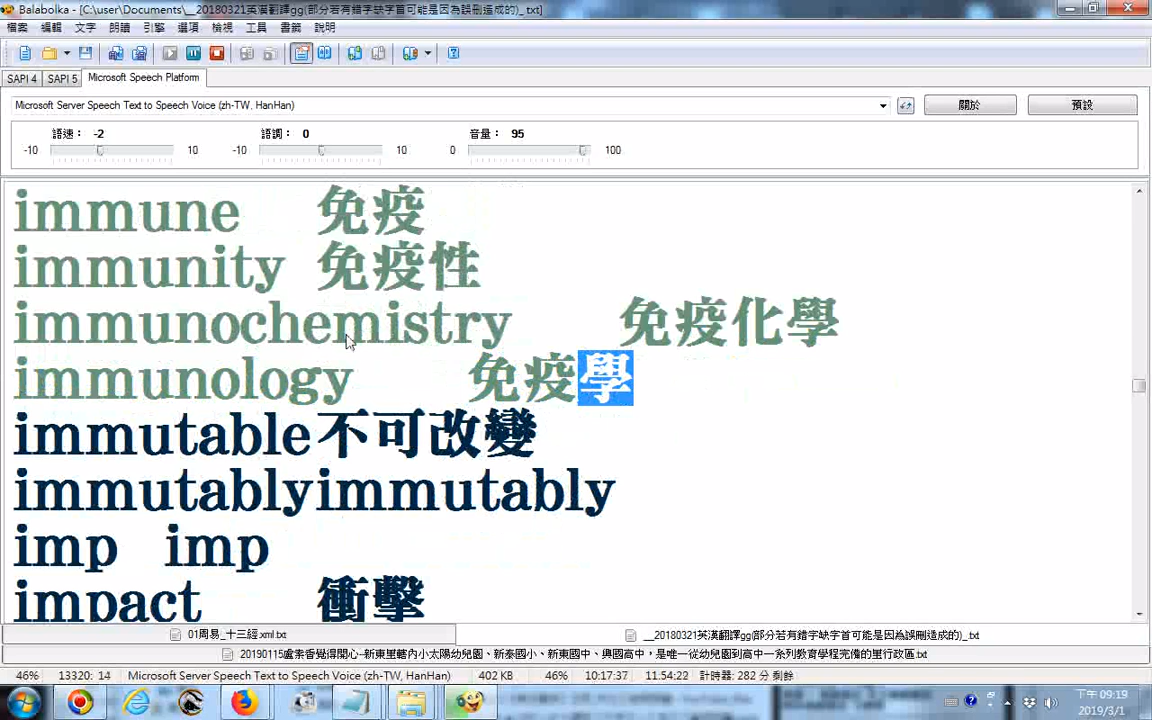 Balabolka - [C:\user\Documents\__20180321英漢翻譯gg(部分若有錯字缺字首可能是因為誤刪造成的)_.txt]
檔案 編輯 文字 朗讀 引擎 選項 檢視 工具 書籤 說明
SAPI 4 SAPI 5 Microsoft Speech Platform
Microsoft Server Speech Text to Speech Voice (zh-TW, HanHan) 關於 預設
語速： -2 語調： 0 音量： 95
-10 10 -10 10 0 100
immune 免疫
immunity 免疫性
immunochemistry 免疫化學
immunology 免疫學
immutable 不可改變
immutablyimmutably
imp imp
impact 衝擊
01周易_十三經.xml.txt __20180321英漢翻譯gg(部分若有錯字缺字首可能是因為誤刪造成的)_.txt
20190115盧素香覺得開心--新東里轄內小太陽幼兒園、新泰國小、新東國中、興國高中，是唯一從幼兒園到高中一系列教育學程完備的里行政區.txt
46% 13320: 14 Microsoft Server Speech Text to Speech Voice (zh-TW, HanHan) 402 KB 46% 10:17:37 11:54:22 計時器: 282 分 剩餘
下午 09:19
2019/3/1